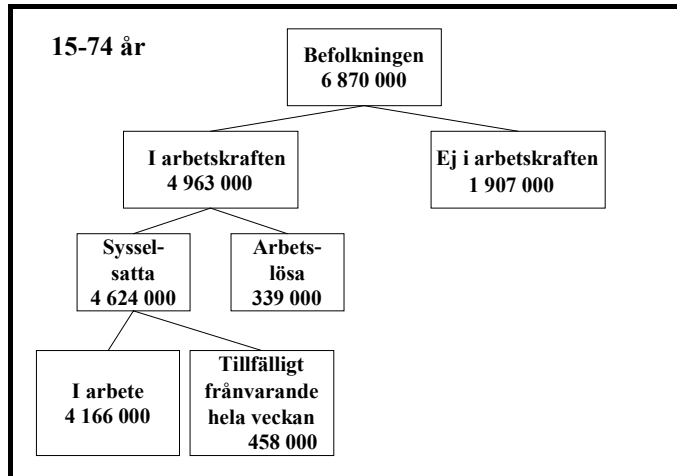 15-74 år
Befolkningen
6 870 000
I arbetskraften
4 963 000
Ej i arbetskraften
1 907 000
Syssel-
satta
4 624 000
Arbets-
lösa
339 000
I arbete
4 166 000
Tillfälligt
frånvarande
hela veckan
458 000